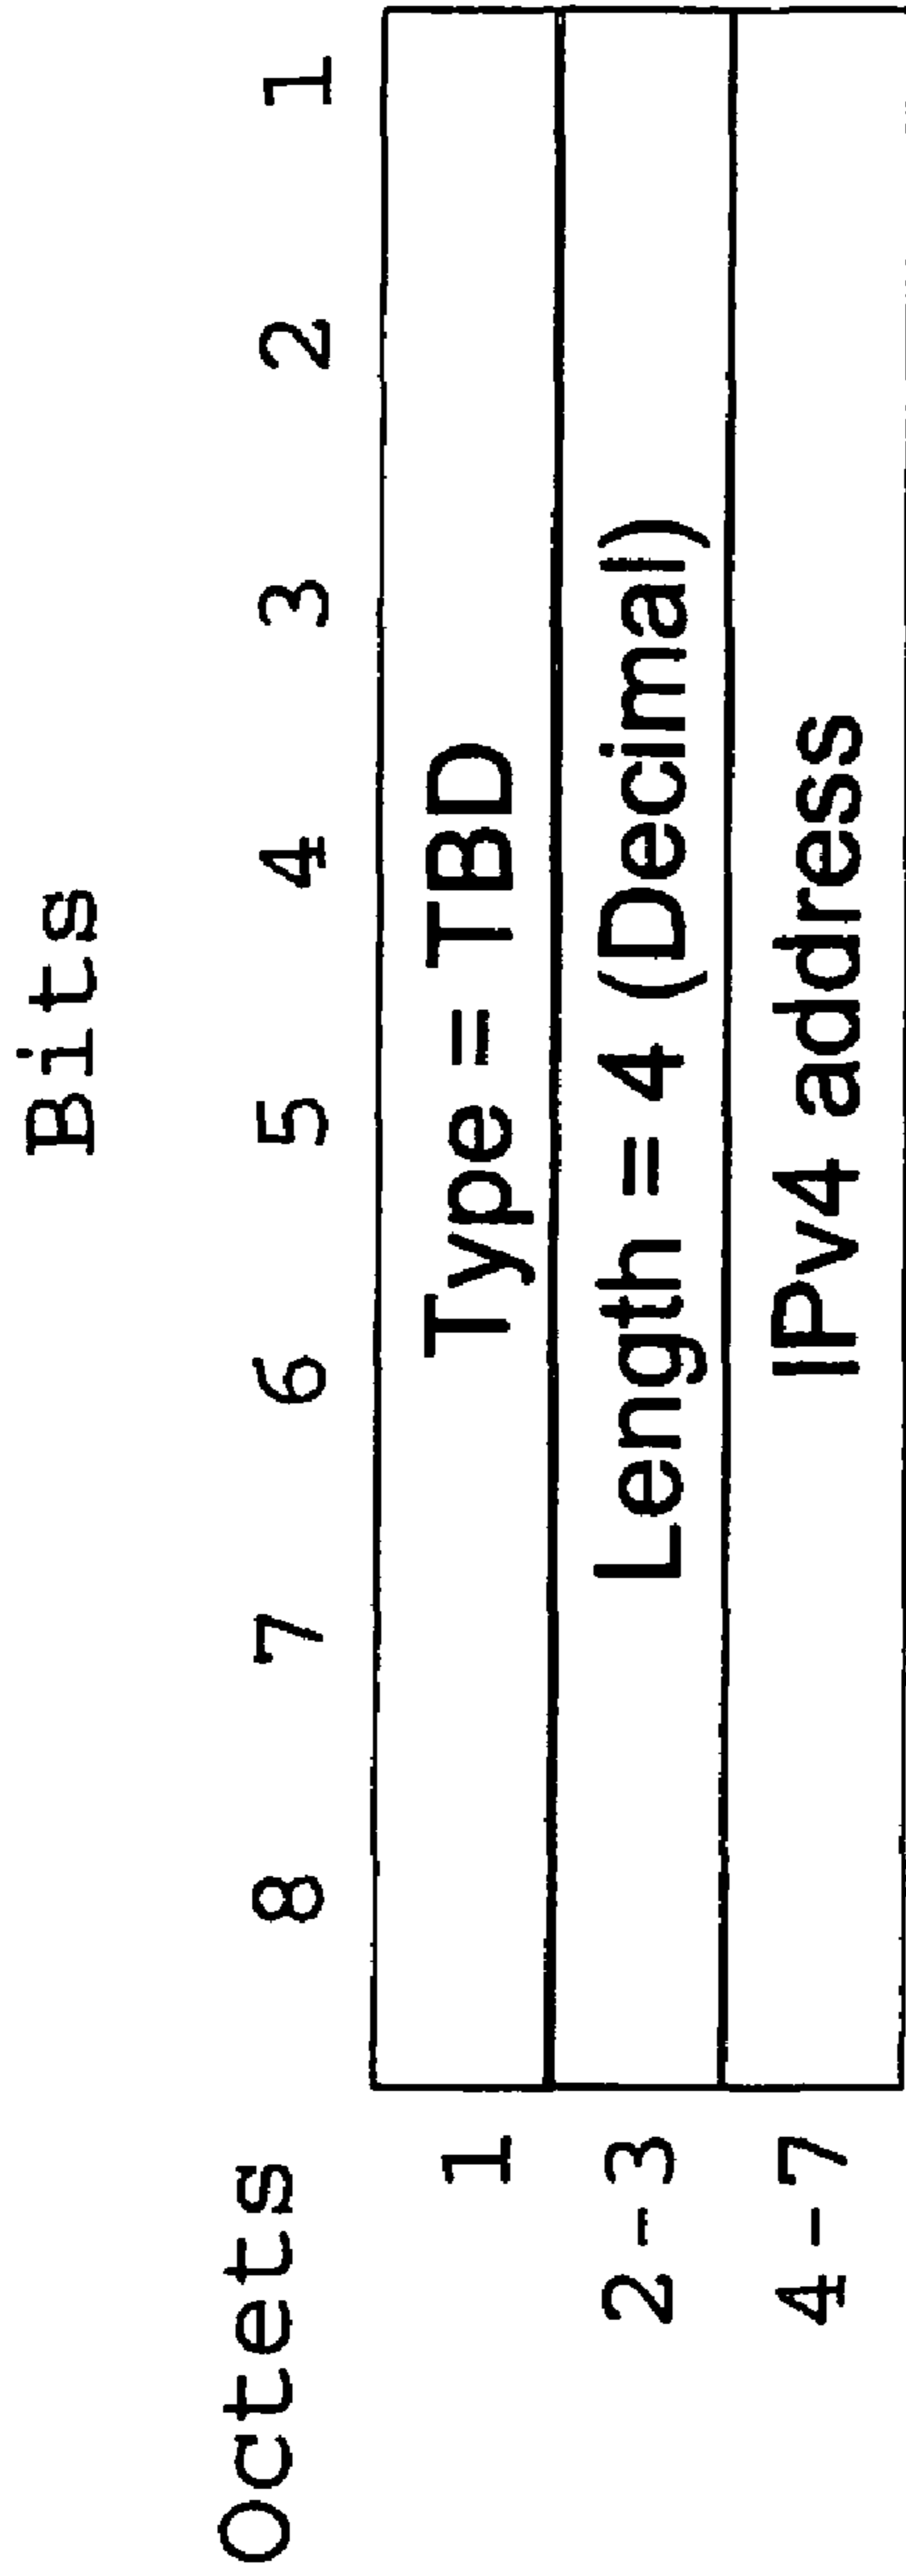 Bits
Octets 8 7 6 5 4 3 2 1
1 Type = TBD
2-3 Length = 4 (Decimal)
4-7 IPv4 address